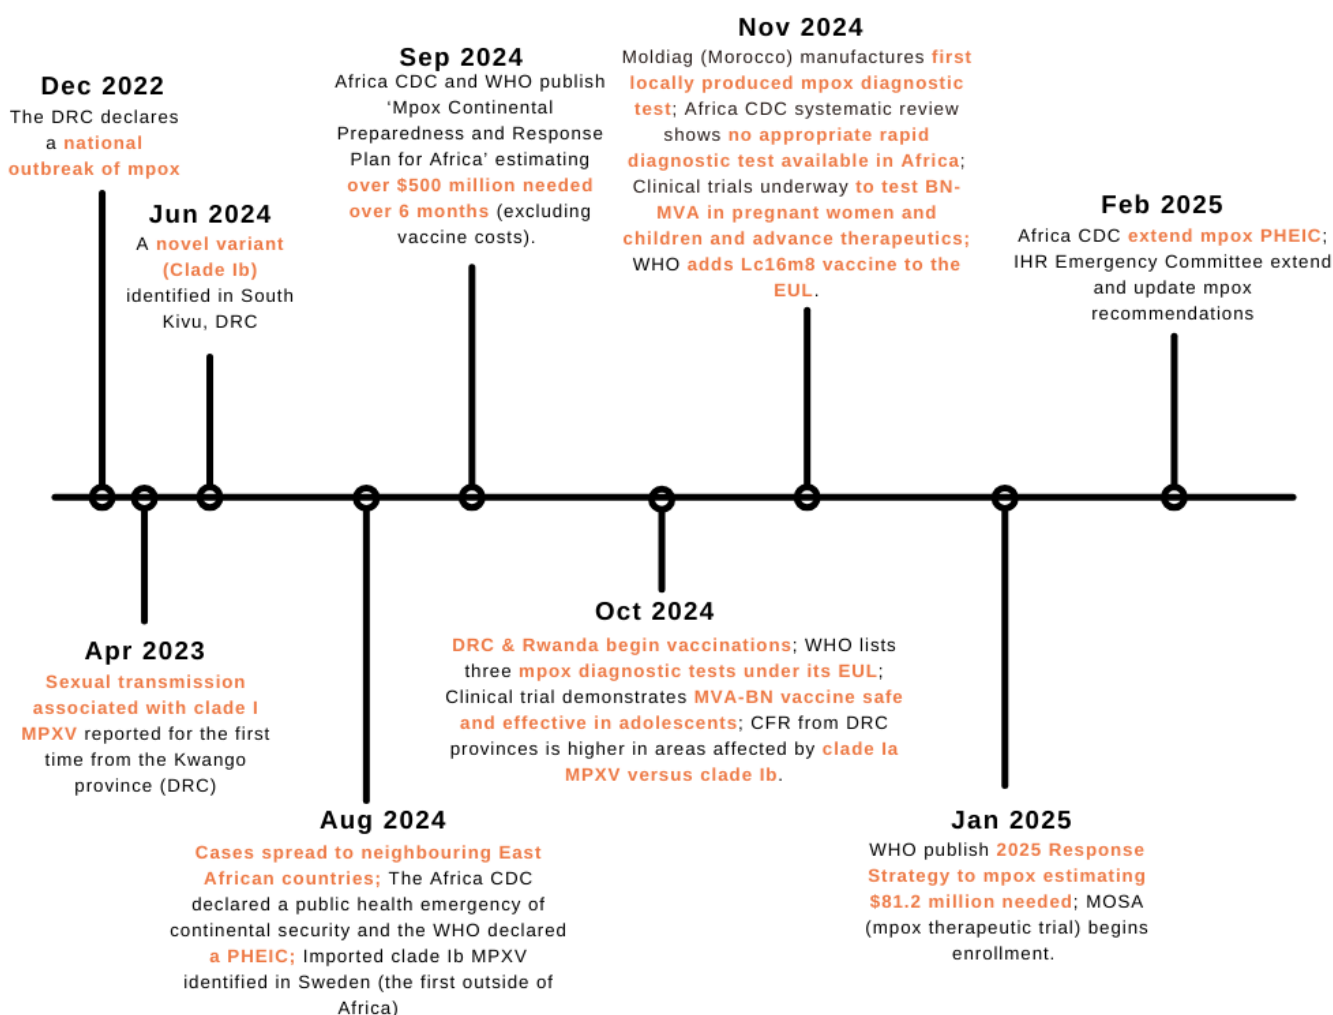 Dec 2022
The DRC declares
a national
outbreak of mpox
Apr 2023
Sexual transmission
associated with clade I
MPXV reported for the first
time from the Kwango
province (DRC)
Jun 2024
A novel variant
(Clade Ib)
identified in South
Kivu, DRC
Aug 2024
Cases spread to neighbouring East
African countries; The Africa CDC
declared a public health emergency of
continental security and the WHO declared
a PHEIC; Imported clade Ib MPXV
identified in Sweden (the first outside of
Africa)
Sep 2024
Africa CDC and WHO publish
‘Mpox Continental
Preparedness and Response
Plan for Africa’ estimating
over $500 million needed
over 6 months (excluding
vaccine costs).
Oct 2024
DRC & Rwanda begin vaccinations; WHO lists
three mpox diagnostic tests under its EUL;
Clinical trial demonstrates MVA-BN vaccine safe
and effective in adolescents; CFR from DRC
provinces is higher in areas affected by clade Ia
MPXV versus clade Ib.
Nov 2024
Moldiag (Morocco) manufactures first
locally produced mpox diagnostic
test; Africa CDC systematic review
shows no appropriate rapid
diagnostic test available in Africa;
Clinical trials underway to test BN-
MVA in pregnant women and
children and advance therapeutics;
WHO adds Lc16m8 vaccine to the
EUL.
Jan 2025
WHO publish 2025 Response
Strategy to mpox estimating
$81.2 million needed; MOSA
(mpox therapeutic trial) begins
enrollment.
Feb 2025
Africa CDC extend mpox PHEIC;
IHR Emergency Committee extend
and update mpox
recommendations